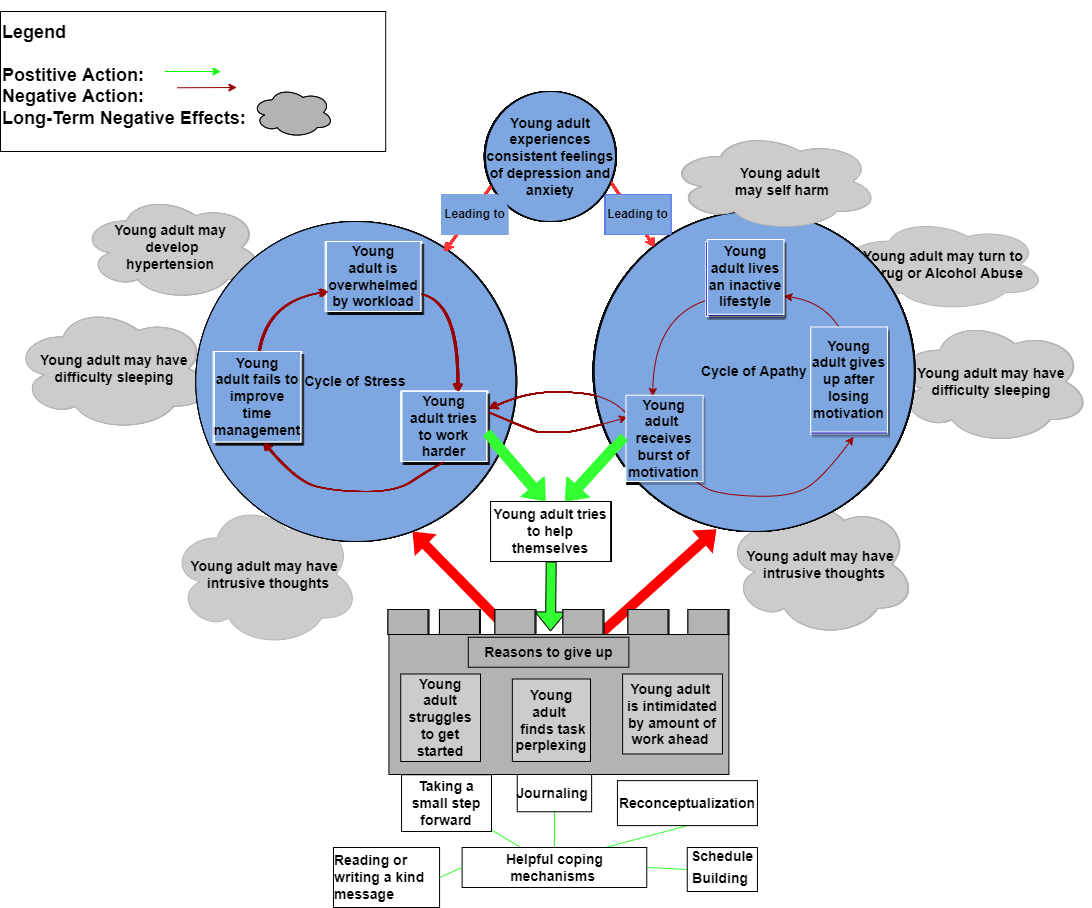 Legend
Postitive Action:
Negative Action:
Long-Term Negative Effects:
Young adult
experiences
consistent feelings
of depression and
anxiety
Leading to
Leading to
Young adult
may self harm
Young adult may
develop
hypertension
Young adult may turn to
rug or Alcohol Abuse
Young
adult is
overwhelmed
by workload
Young
adult lives
an inactive
lifestyle
Young adult may have
difficulty sleeping
Young
adult fails to
improve
time
management
Cycle of Stress
Young
adult tries
to work
harder
Cycle of Apathy
Young
adult gives
up after
losing
motivation
Young
adult
receives
burst of
motivation
Young adult may have
difficulty sleeping
Young adult tries
to help
themselves
Young adult may have
intrusive thoughts
Young adult may have
intrusive thoughts
Reasons to give up
Young
adult
struggles
to get
started
Young
adult
finds task
perplexing
Young adult
is intimidated
by amount of
work ahead
Taking a
small step
forward
Journaling
Reconceptualization
Reading or
writing a kind
message
Helpful coping
mechanisms
Schedule
Building